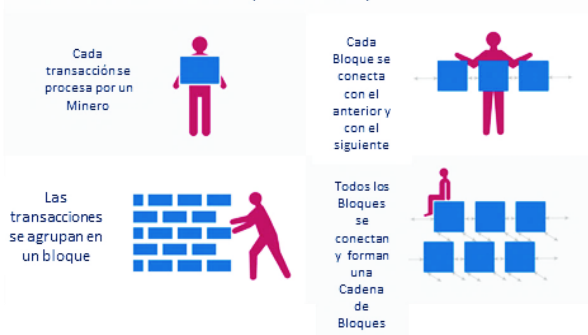 Cada
transacción se
procesa por un
Minero
Cada
Bloque se
conecta
con el
anterior y
con el
siguiente
Las
transacciones
se agrupan en
un bloque
Todos los
Bloques
se
conectan
y forman
una
Cadena
de
Bloques